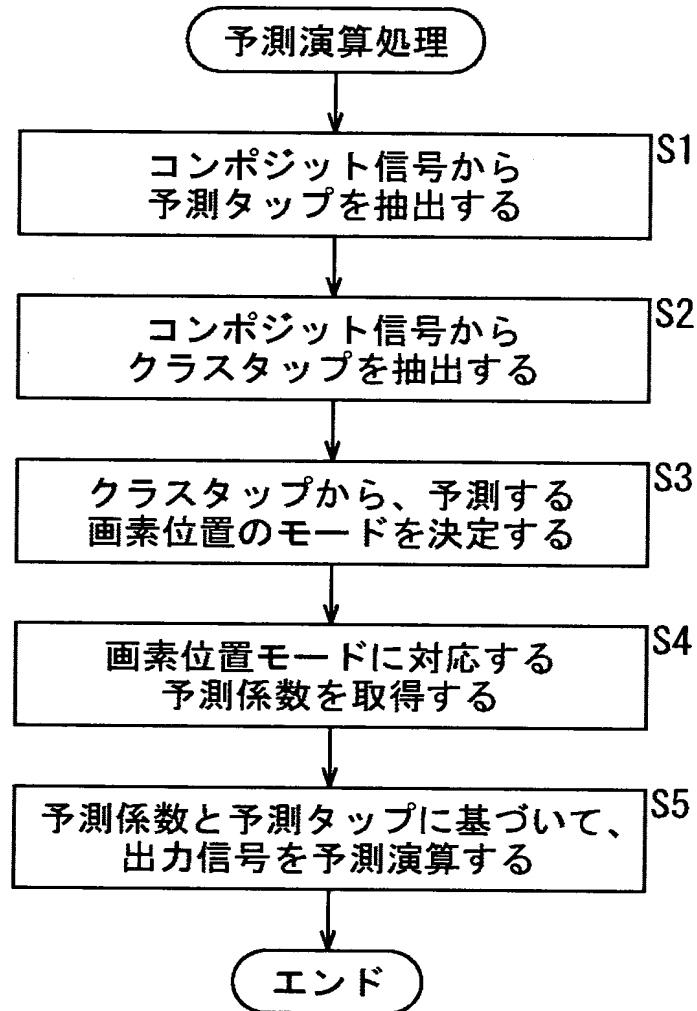 予測演算処理
S1
コンポジット信号から
予測タップを抽出する
S2
コンポジット信号から
クラスタップを抽出する
S3
クラスタップから、予測する
画素位置のモードを決定する
S4
画素位置モードに対応する
予測係数を取得する
S5
予測係数と予測タップに基づいて、
出力信号を予測演算する
エンド